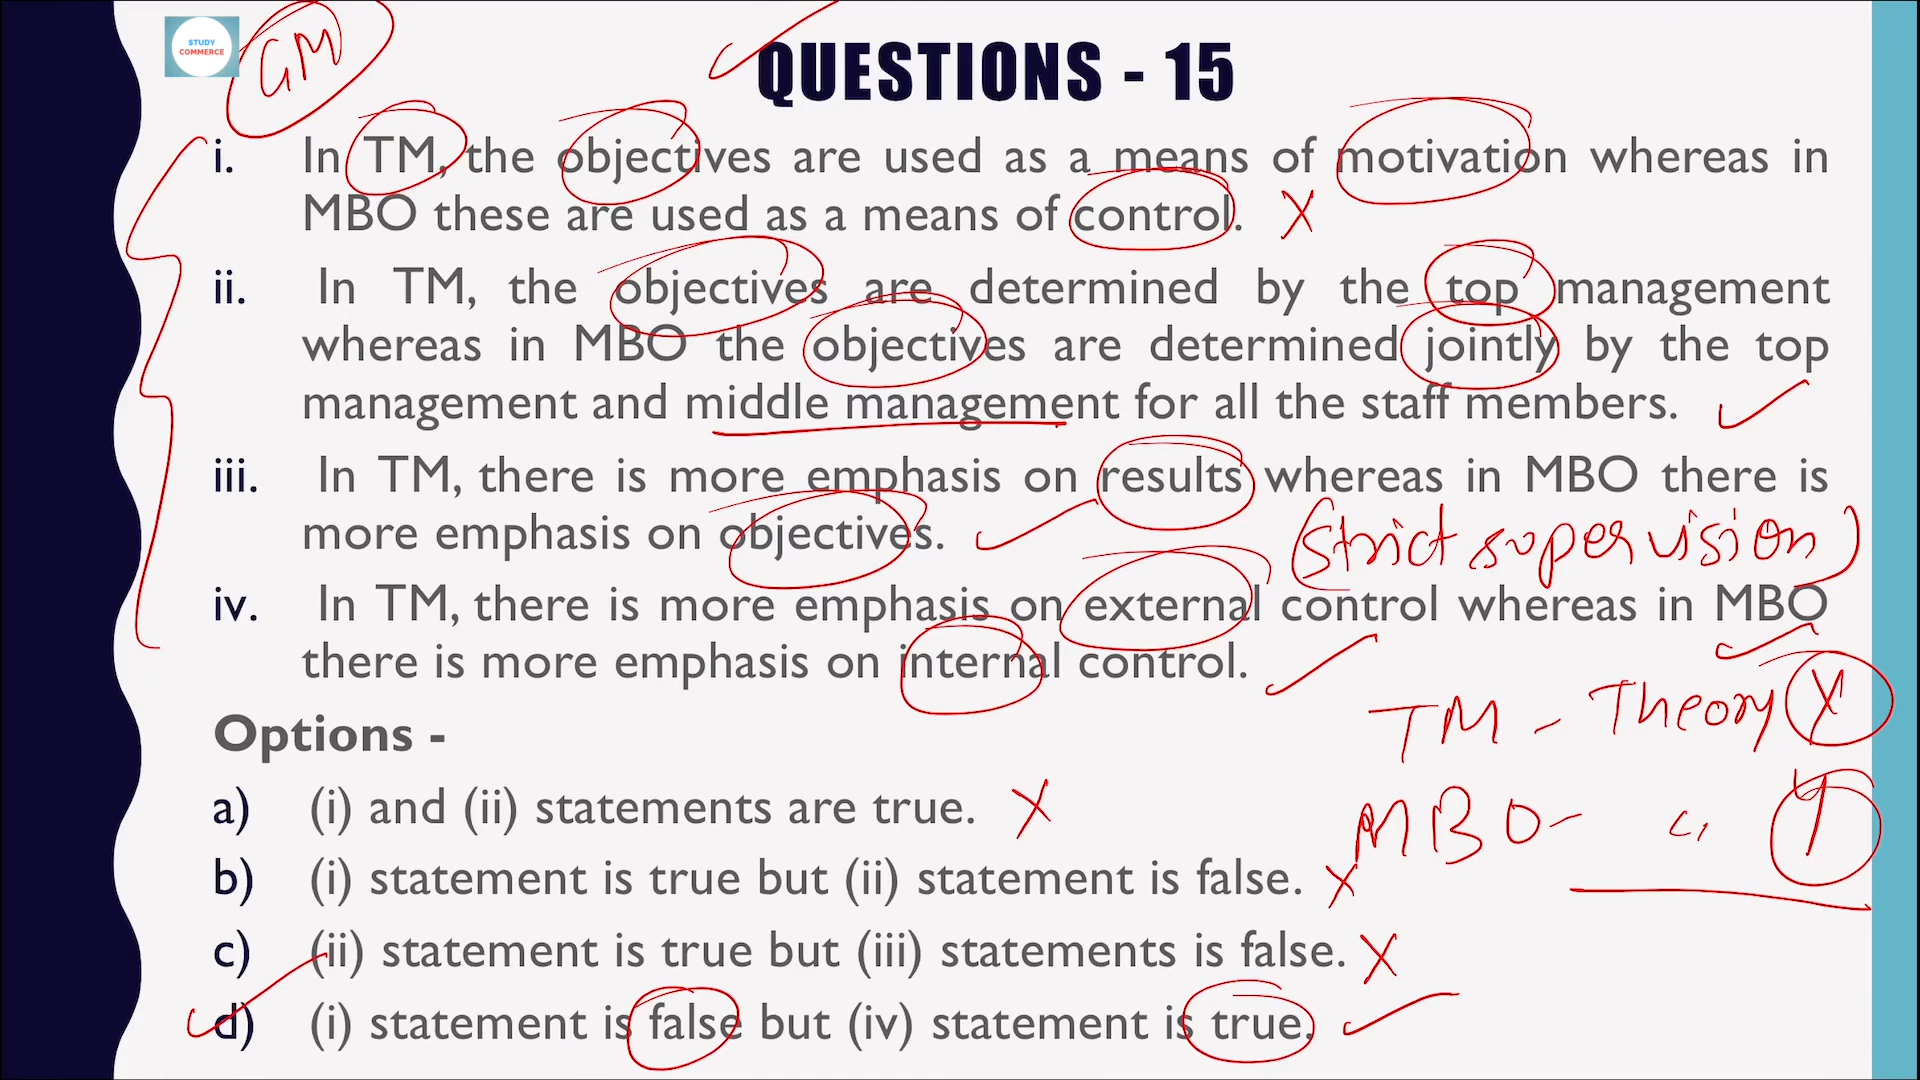 STUDY
COMMERCE
GM
QUESTIONS - 15
i. In TM, the objectives are used as a means of motivation whereas in
MBO these are used as a means of control. X
ii. In TM, the objectives are determined by the top management
whereas in MBO the objectives are determined jointly by the top
management and middle management for all the staff members.
iii. In TM, there is more emphasis on results whereas in MBO there is
more emphasis on objectives.
(Strict supervision)
iv. In TM, there is more emphasis on external control whereas in MBO
there is more emphasis on internal control.
TM - Theory X
Options -
a) (i) and (ii) statements are true. X
MBO - " Y
b) (i) statement is true but (ii) statement is false. X
c) (ii) statement is true but (iii) statements is false. X
d) (i) statement is false but (iv) statement is true.